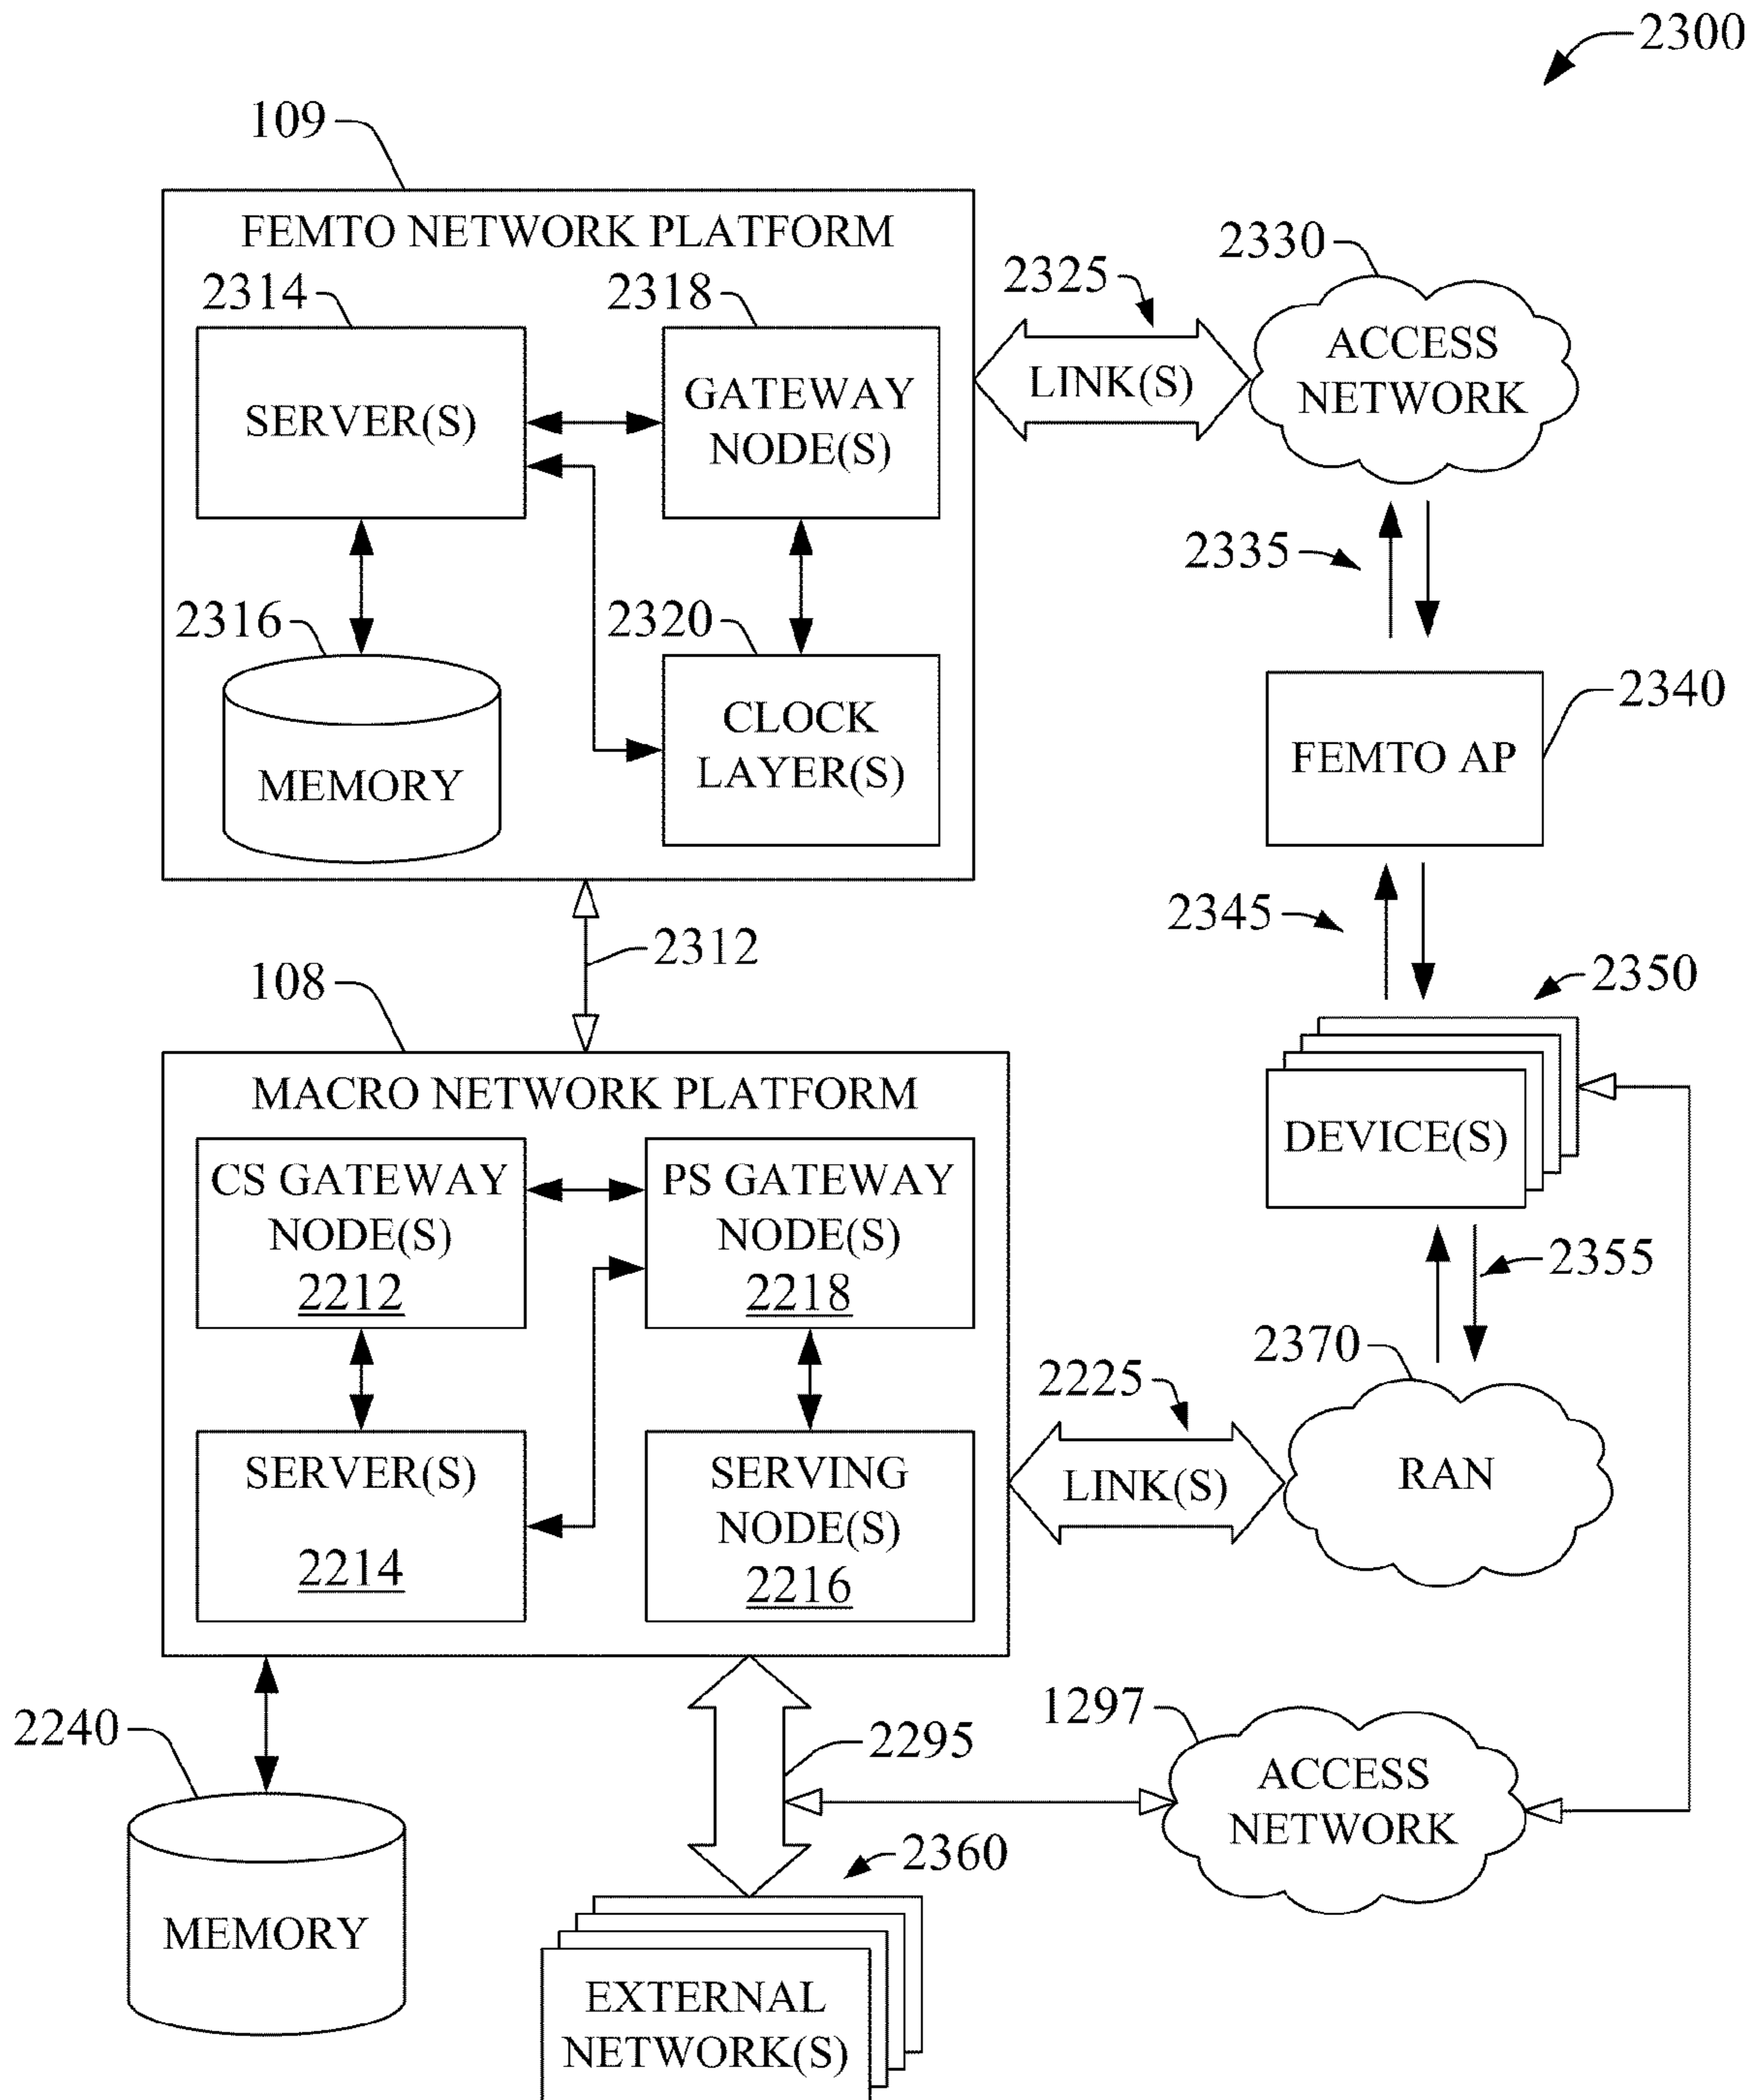 2300
109
FEMTO NETWORK PLATFORM
2314
2318
SERVER(S)
GATEWAY
NODE(S)
2316
2320
MEMORY
CLOCK
LAYER(S)
2325
LINK(S)
2330
ACCESS
NETWORK
2335
2340
FEMTO AP
2345
2350
DEVICE(S)
2355
2312
108
MACRO NETWORK PLATFORM
CS GATEWAY
NODE(S)
2212
PS GATEWAY
NODE(S)
2218
SERVER(S)
2214
SERVING
NODE(S)
2216
2225
LINK(S)
2370
RAN
2240
MEMORY
2295
1297
ACCESS
NETWORK
2360
EXTERNAL
NETWORK(S)